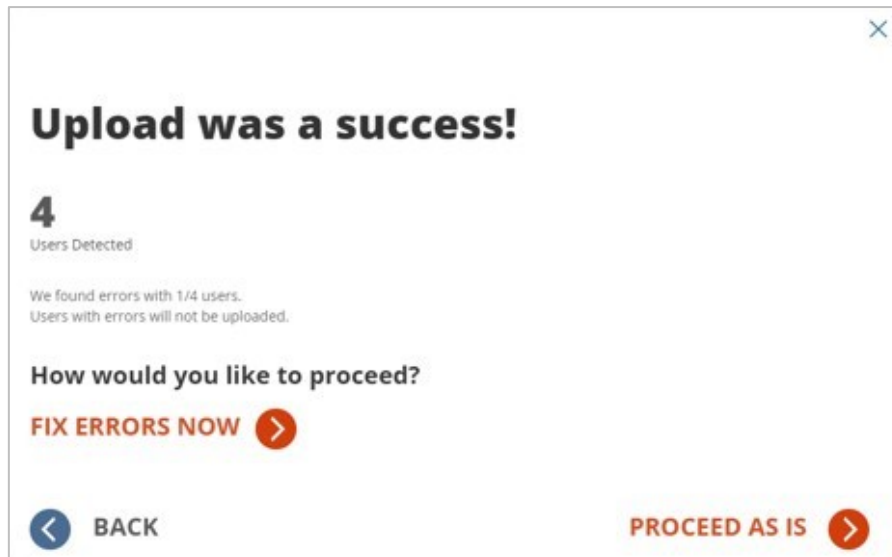 Upload was a success!
4
Users Detected
We found errors with 1/4 users.
Users with errors will not be uploaded.
How would you like to proceed?
FIX ERRORS NOW
BACK
PROCEED AS IS